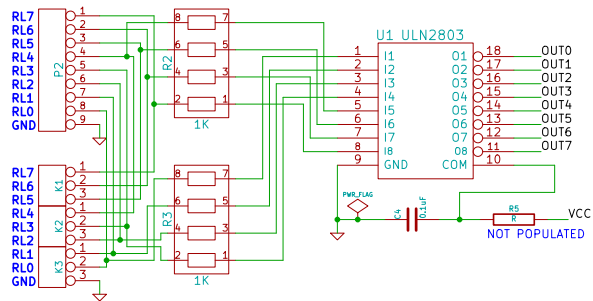 RL7 1
RL6 2
RL5 3
RL4 4
RL3 5
RL2 6
RL1 7
RL0 8
GND 9
P2
8 7
6 5
4 3
2 1
R2
1K
U1 ULN2803
1 I1 O1 18 OUT0
2 I2 O2 17 OUT1
3 I3 O3 16 OUT2
4 I4 O4 15 OUT3
5 I5 O5 14 OUT4
6 I6 O6 13 OUT5
7 I7 O7 12 OUT6
8 I8 O8 11 OUT7
9 GND COM 10
RL7 1
RL6 2
RL5 3
K1
RL4 1
RL3 2
RL2 3
K2
RL1 1
RL0 2
GND 3
K3
8 7
6 5
4 3
2 1
R3
1K
PWR_FLAG
C4
0.1uF
R5
R
VCC
NOT POPULATED